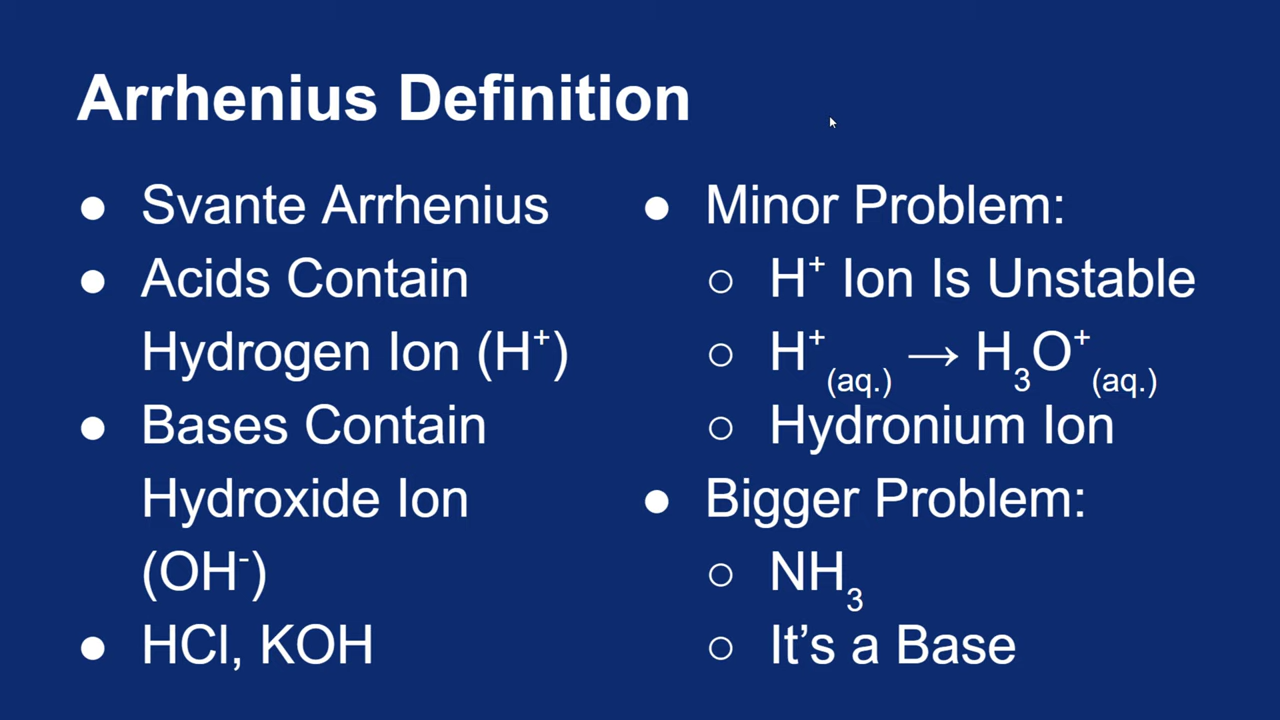 Arrhenius Definition
● Svante Arrhenius
● Acids Contain
Hydrogen Ion (H⁺)
● Bases Contain
Hydroxide Ion
(OH⁻)
● HCl, KOH
● Minor Problem:
○ H⁺ Ion Is Unstable
○ H⁺(aq.) → H₃O⁺(aq.)
○ Hydronium Ion
● Bigger Problem:
○ NH₃
○ It’s a Base